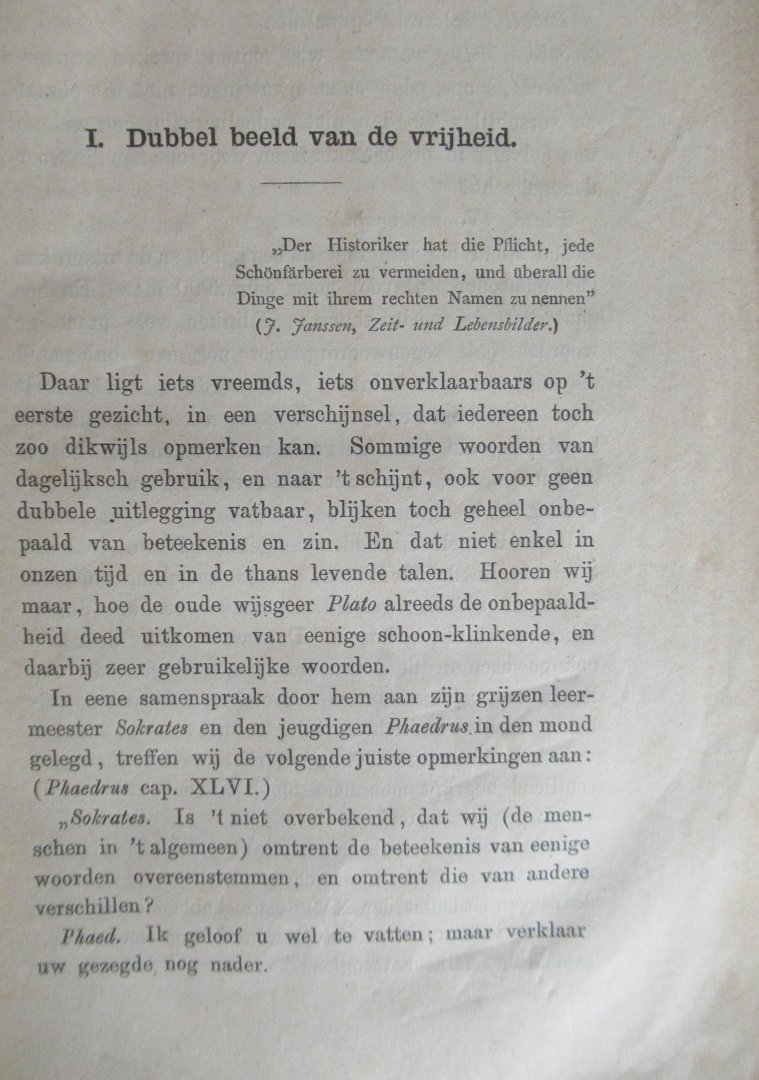 I. Dubbel beeld van de vrijheid.
„Der Historiker hat die Pflicht, jede
Schönfärberei zu vermeiden, und überall die
Dinge mit ihrem rechten Namen zu nennen”
(J. Janssen, Zeit- und Lebensbilder.)
Daar ligt iets vreemds, iets onverklaarbaars op 't
eerste gezicht, in een verschijnsel, dat iedereen toch
zoo dikwijls opmerken kan. Sommige woorden van
dagelijksch gebruik, en naar 't schijnt, ook voor geen
dubbele uitlegging vatbaar, blijken toch geheel onbe-
paald van beteekenis en zin. En dat niet enkel in
onzen tijd en in de thans levende talen. Hooren wij
maar, hoe de oude wijsgeer Plato alreeds de onbepaald-
heid deed uitkomen van eenige schoon-klinkende, en
daarbij zeer gebruikelijke woorden.
In eene samenspraak door hem aan zijn grijzen leer-
meester Sokrates en den jeugdigen Phaedrus in den mond
gelegd, treffen wij de volgende juiste opmerkingen aan:
(Phaedrus cap. XLVI.)
„Sokrates. Is 't niet overbekend, dat wij (de men-
schen in 't algemeen) omtrent de beteekenis van eenige
woorden overeenstemmen, en omtrent die van andere
verschillen?
Phaed. Ik geloof u wel te vatten; maar verklaar
uw gezegde nog nader.